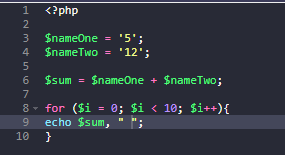 1 <?php
2
3 $nameOne = '5';
4 $nameTwo = '12';
5
6 $sum = $nameOne + $nameTwo;
7
8 for ($i = 0; $i < 10; $i++){
9 echo $sum, " ";
10 }